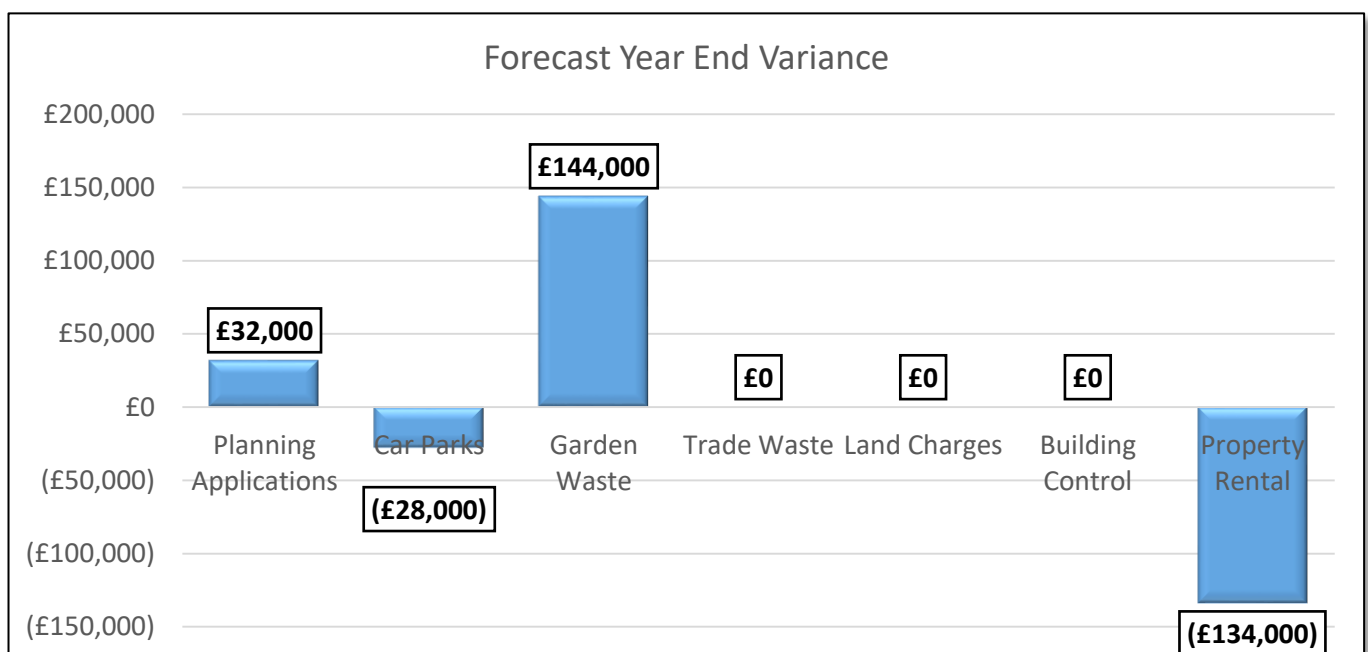 Forecast Year End Variance
£200,000
£150,000
£100,000
£50,000
£0
(£50,000)
(£100,000)
(£150,000)
£32,000
(£28,000)
£144,000
£0
£0
£0
(£134,000)
Planning
Applications
Car Parks
Garden
Waste
Trade Waste
Land Charges
Building
Control
Property
Rental